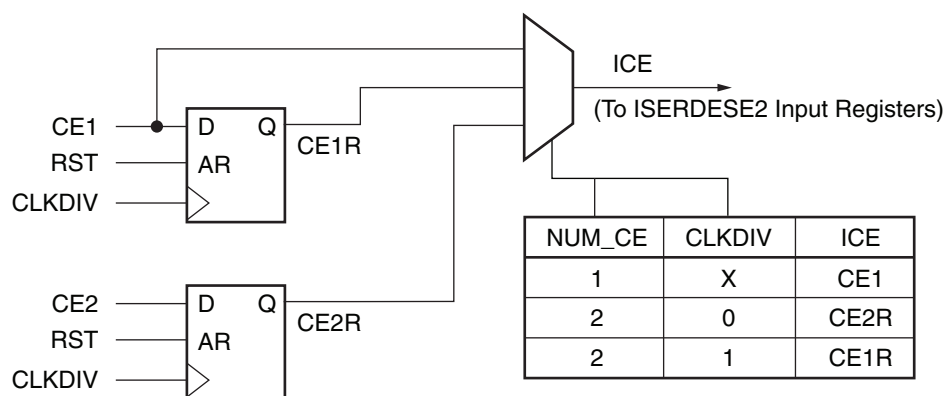 ICE
(To ISERDESE2 Input Registers)
CE1
D
Q
CE1R
RST
AR
CLKDIV
NUM_CE CLKDIV ICE
1 X CE1
2 0 CE2R
2 1 CE1R
CE2
D
Q
CE2R
RST
AR
CLKDIV